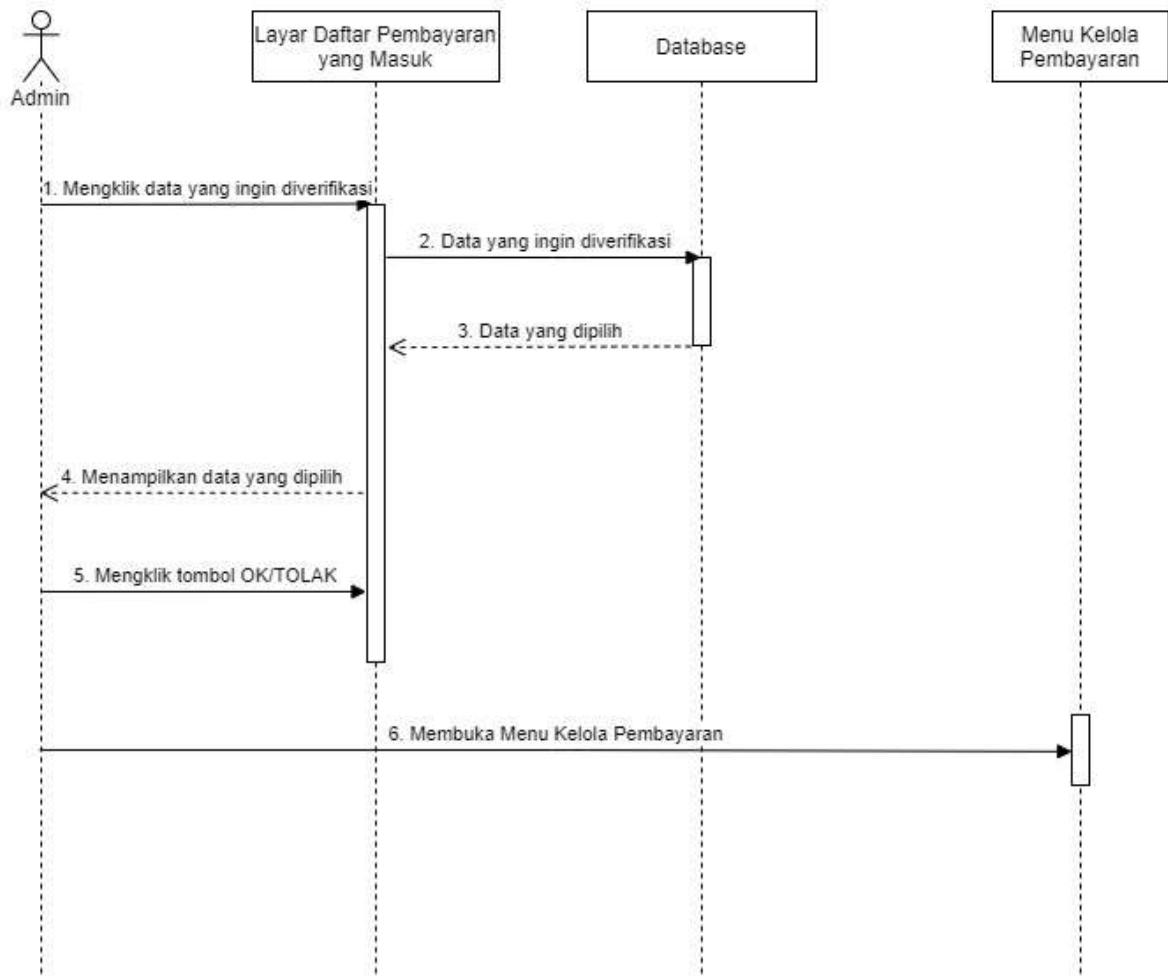 Admin
Layar Daftar Pembayaran
yang Masuk
Database
Menu Kelola
Pembayaran
1. Mengklik data yang ingin diverifikasi
2. Data yang ingin diverifikasi
3. Data yang dipilih
4. Menampilkan data yang dipilih
5. Mengklik tombol OK/TOLAK
6. Membuka Menu Kelola Pembayaran